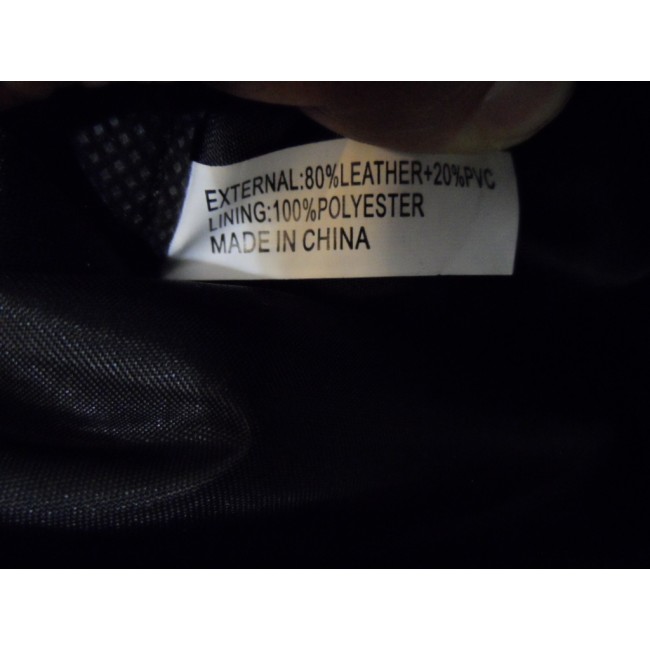 EXTERNAL:80%LEATHER+20%PVC
LINING:100%POLYESTER
MADE IN CHINA